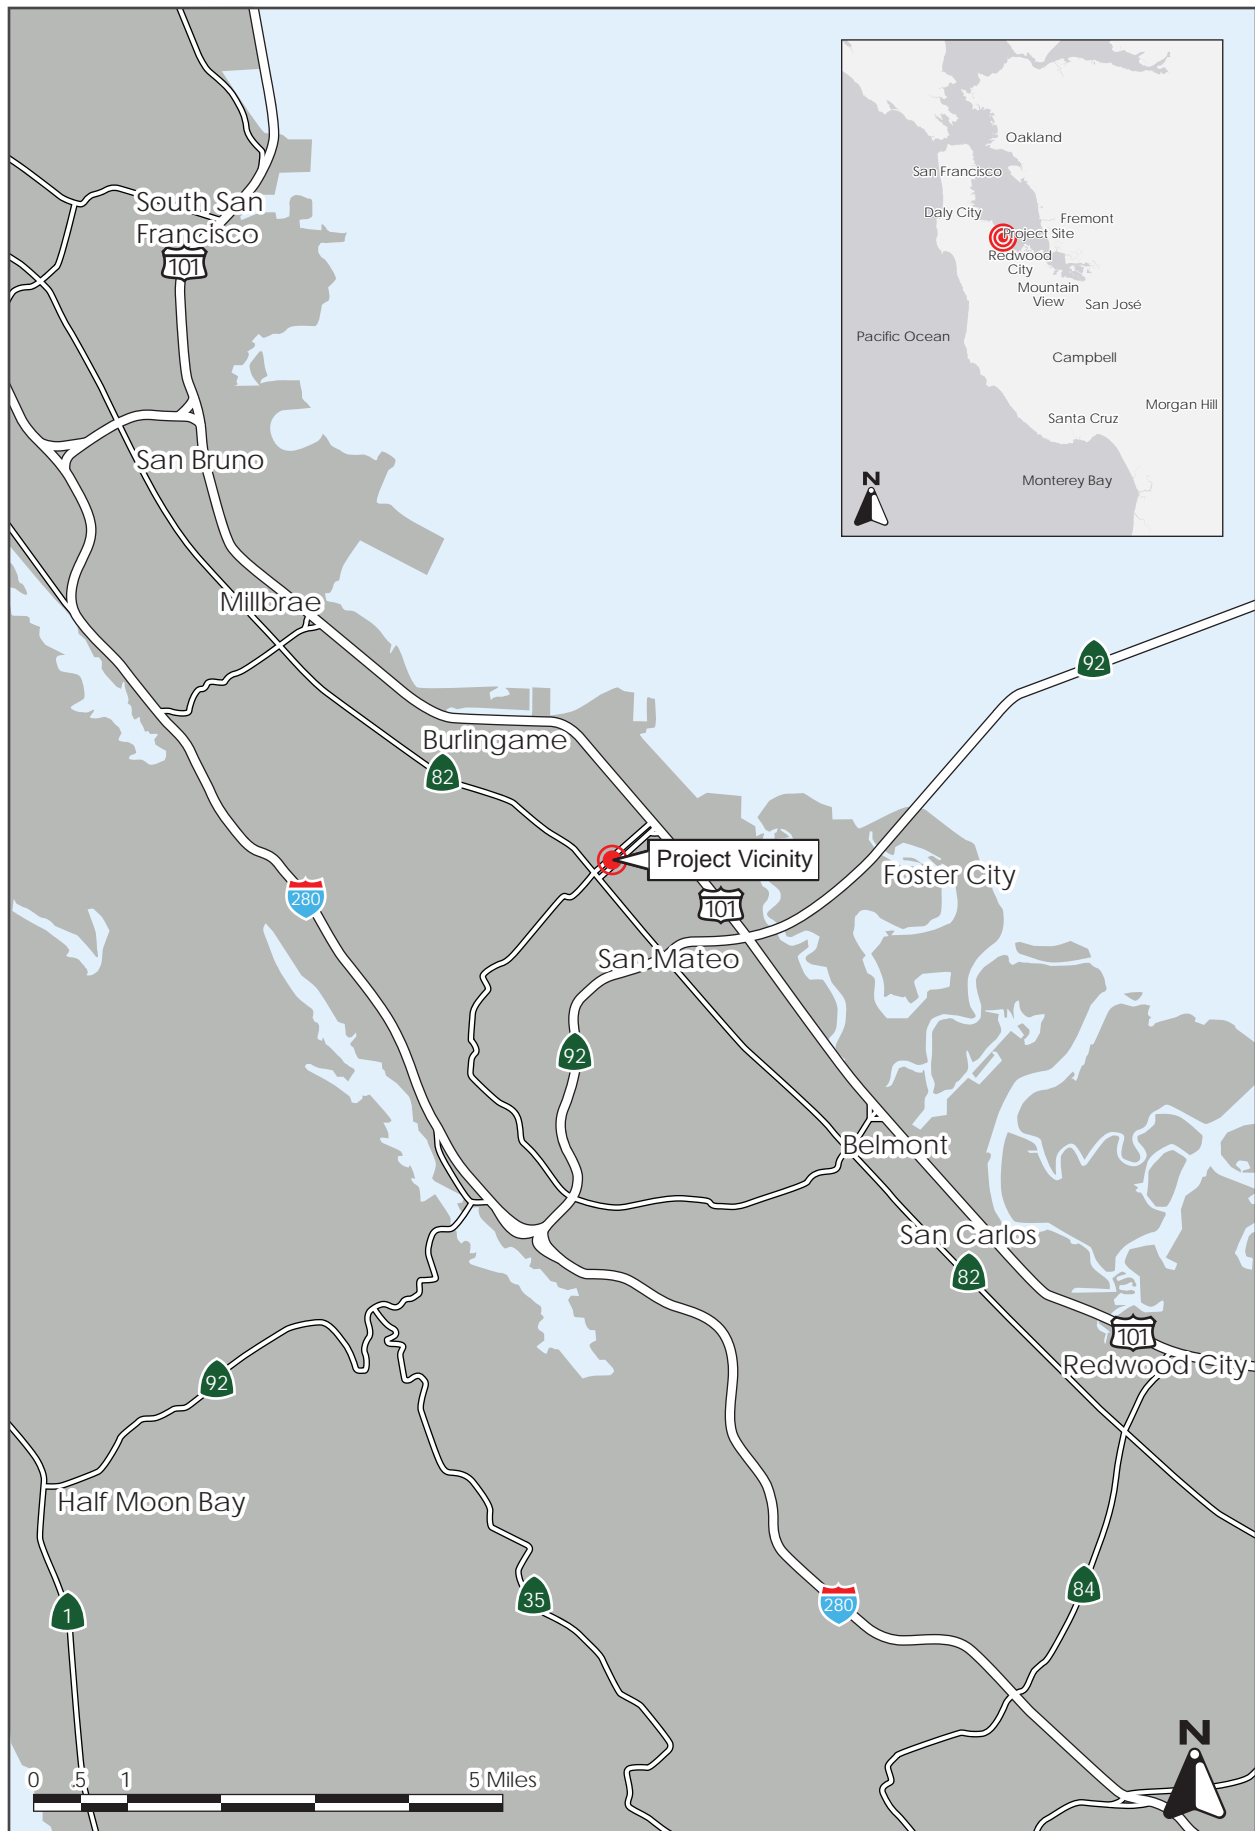 Oakland
San Francisco
Daly City
Fremont
Project Site
Redwood
City
Mountain
View
San José
Pacific Ocean
Campbell
Morgan Hill
Santa Cruz
Monterey Bay
N
South San
Francisco
101
San Bruno
Millbrae
92
Burlingame
82
Project Vicinity
Foster City
280
101
San Mateo
92
Belmont
San Carlos
82
101
Redwood City
92
Half Moon Bay
84
35
280
1
N
0 .5 1 5 Miles